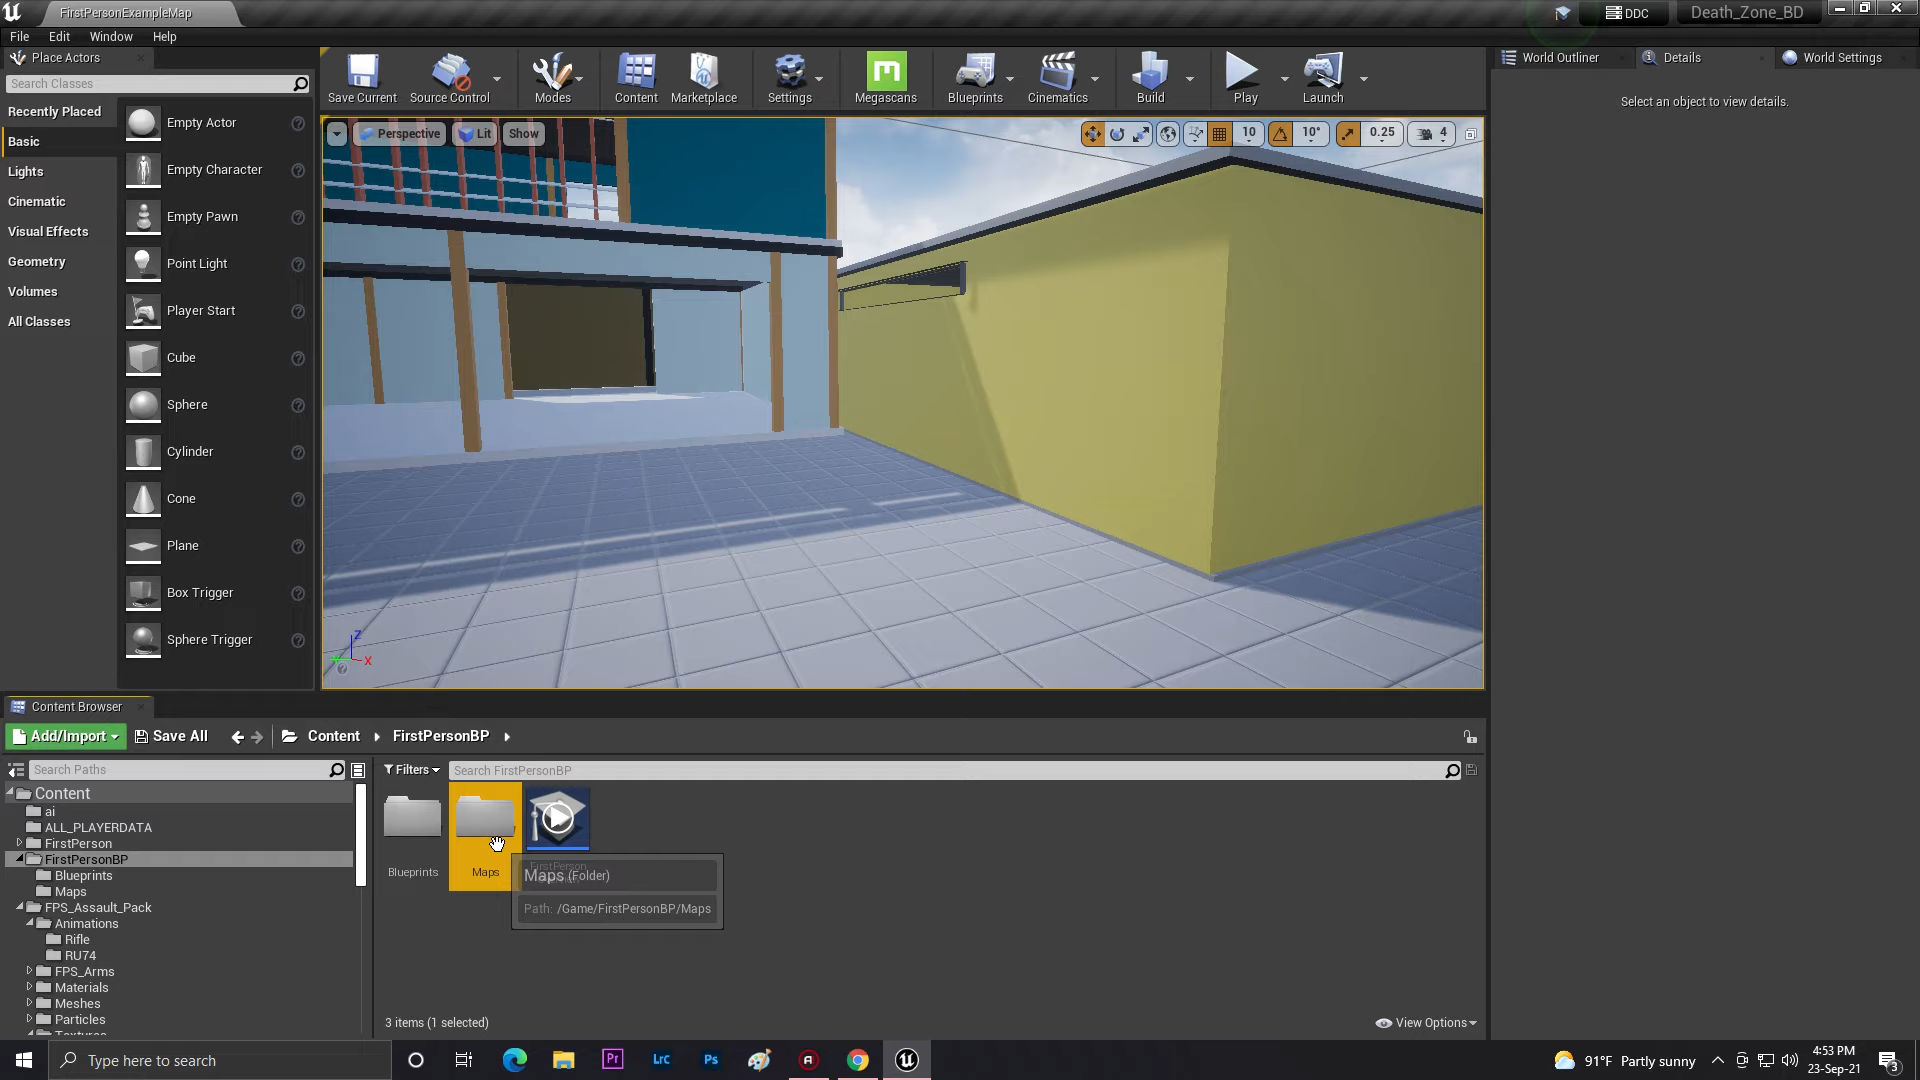 FirstPersonExampleMap
DDC
Death_Zone_BD
File Edit Window Help
Place Actors
Search Classes
Recently Placed
Basic
Lights
Cinematic
Visual Effects
Geometry
Volumes
All Classes
Empty Actor
Empty Character
Empty Pawn
Point Light
Player Start
Cube
Sphere
Cylinder
Cone
Plane
Box Trigger
Sphere Trigger
Save Current
Source Control
Modes
Content
Marketplace
Settings
Megascans
Blueprints
Cinematics
Build
Play
Launch
Perspective
Lit
Show
10
10°
0.25
4
Z
X
World Outliner
Details
World Settings
Select an object to view details.
Content Browser
Add/Import
Save All
Content
FirstPersonBP
Search Paths
Filters
Search FirstPersonBP
Content
ai
ALL_PLAYERDATA
FirstPerson
FirstPersonBP
Blueprints
Maps
FPS_Assault_Pack
Animations
Rifle
RU74
FPS_Arms
Materials
Meshes
Particles
Textures
Blueprints
Maps
FirstPerson
Maps (Folder)
Path: /Game/FirstPersonBP/Maps
3 items (1 selected)
View Options
Type here to search
Pr
Lrc
Ps
91°F Partly sunny
4:53 PM
23-Sep-21
3